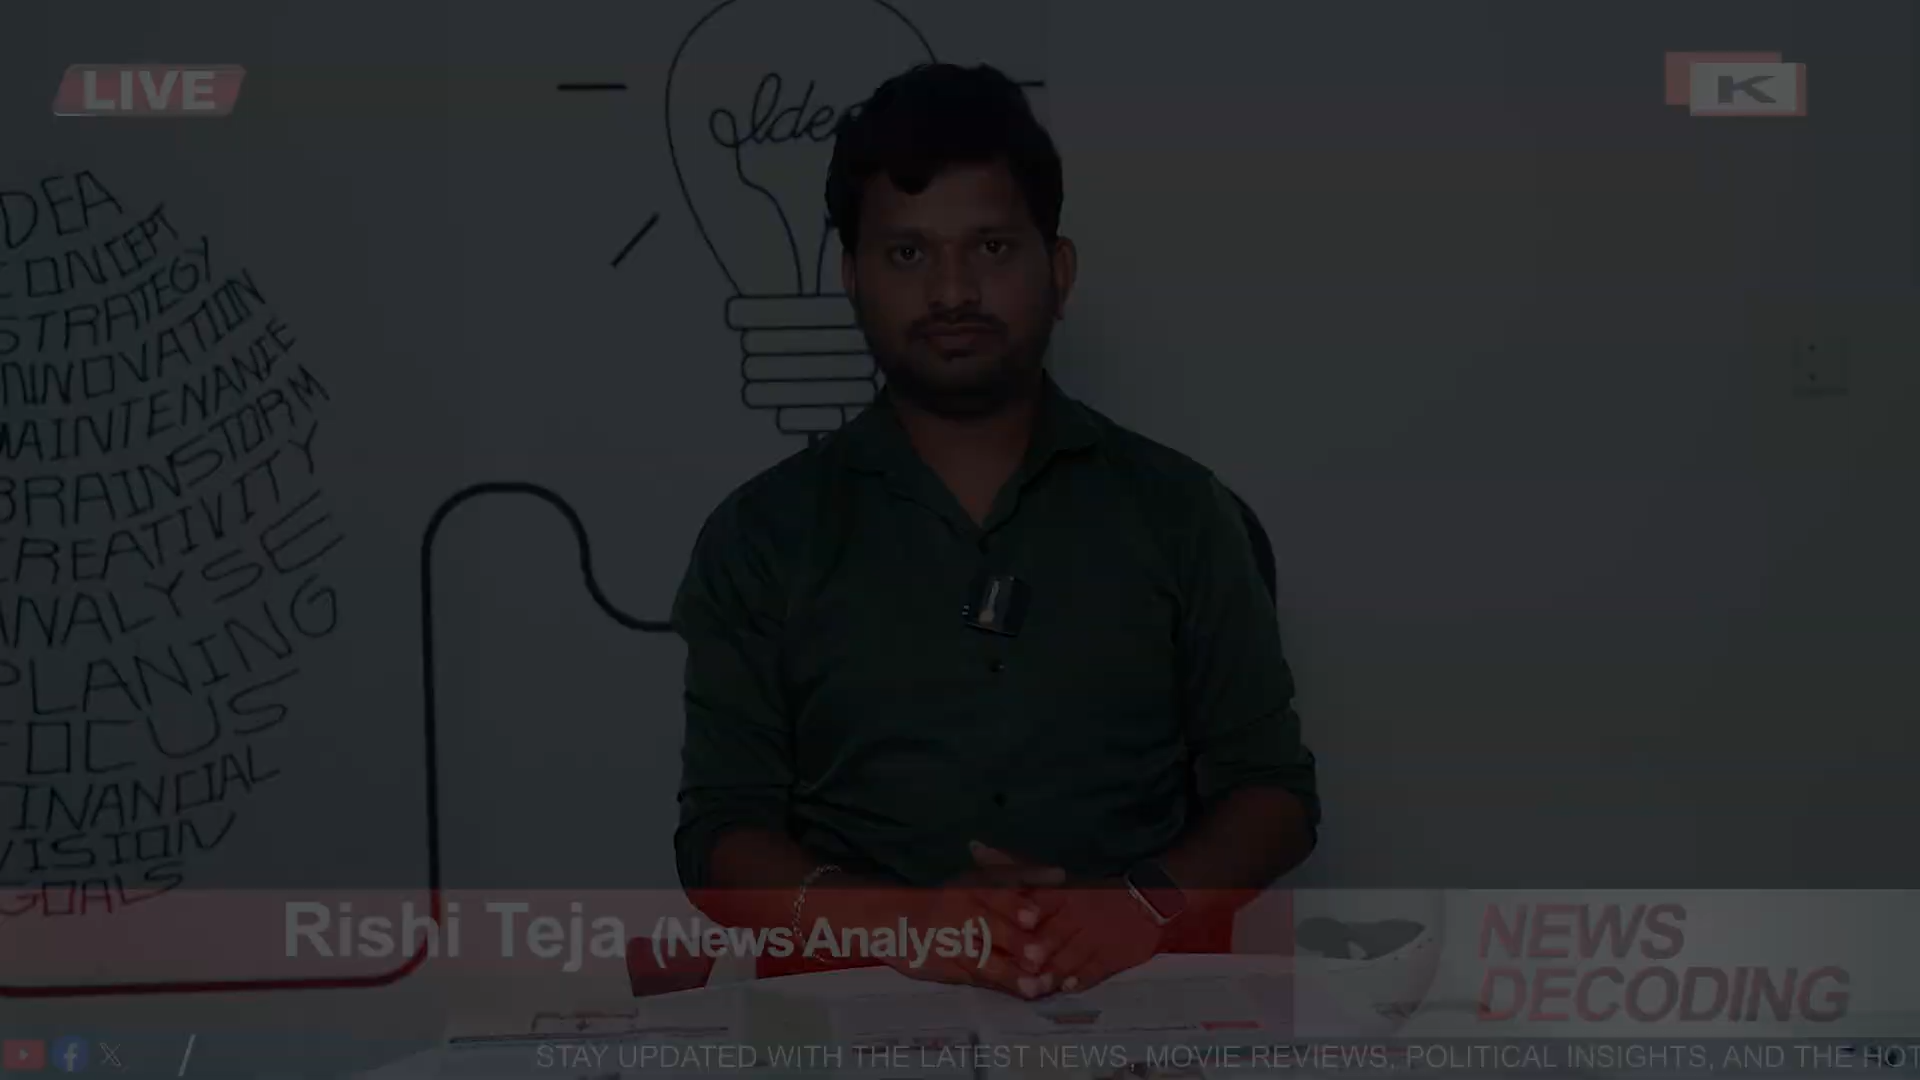 LIVE
K
Idea
IDEA
CONCEPT
STRATEGY
INNOVATION
MAINTENANIE
BRAINSTORM
CREATIVITY
ANALYSE
PLANING
FOCUS
FINANCIAL
VISION
GOALS
Rishi Teja (News Analyst)
NEWS
DECODING
STAY UPDATED WITH THE LATEST NEWS, MOVIE REVIEWS, POLITICAL INSIGHTS, AND THE HOT